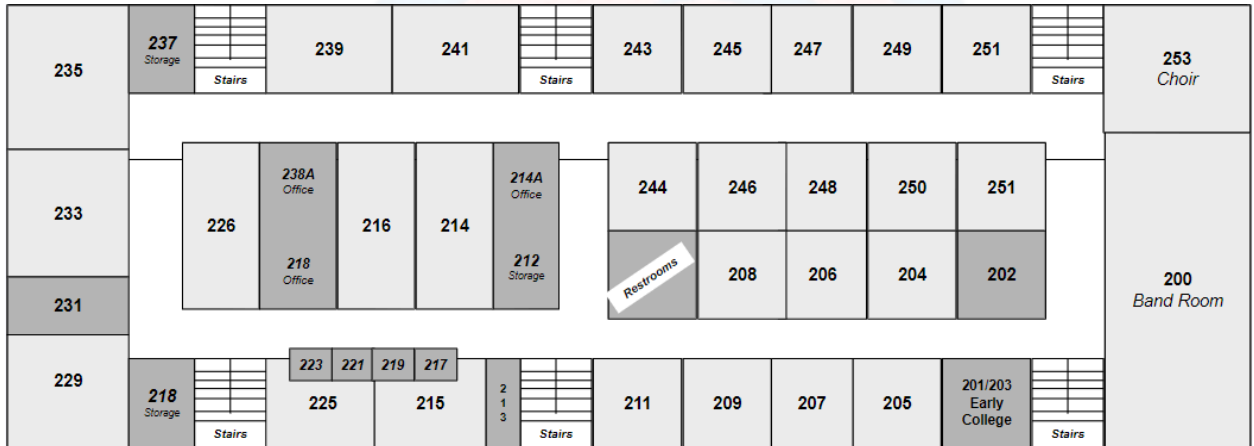 235
237
Storage
Stairs
239
241
Stairs
243
245
247
249
251
Stairs
253
Choir
233
231
229
226
238A
Office
218
Office
216
214
214A
Office
212
Storage
244
246
248
250
251
Restrooms
208
206
204
202
200
Band Room
218
Storage
Stairs
223
221
219
217
225
215
2
1
3
Stairs
211
209
207
205
201/203
Early
College
Stairs